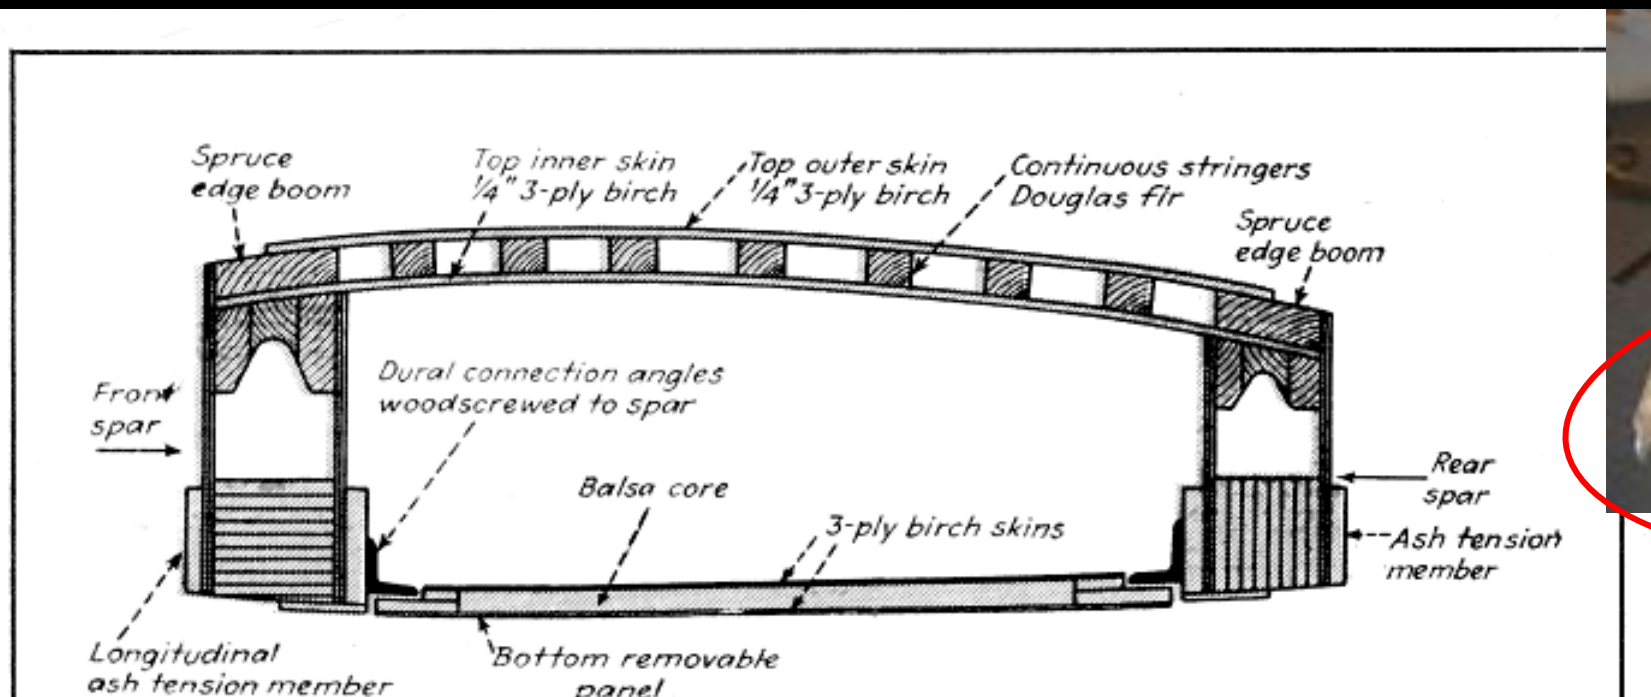 Spruce
edge boom
Top inner skin
1/4" 3-ply birch
Top outer skin
1/4" 3-ply birch
Continuous stringers
Douglas fir
Spruce
edge boom
Dural connection angles
woodscrewed to spar
Front
spar
Balsa core
Rear
spar
3-ply birch skins
Ash tension
member
Longitudinal
ash tension member
Bottom removable
panel